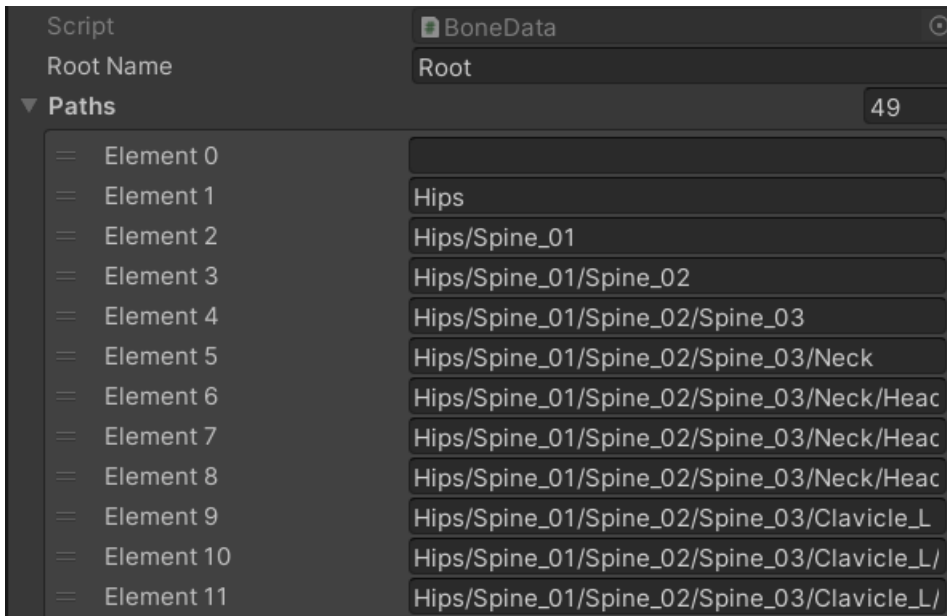 Script BoneData
Root Name Root
Paths 49
Element 0
Element 1 Hips
Element 2 Hips/Spine_01
Element 3 Hips/Spine_01/Spine_02
Element 4 Hips/Spine_01/Spine_02/Spine_03
Element 5 Hips/Spine_01/Spine_02/Spine_03/Neck
Element 6 Hips/Spine_01/Spine_02/Spine_03/Neck/Head
Element 7 Hips/Spine_01/Spine_02/Spine_03/Neck/Head
Element 8 Hips/Spine_01/Spine_02/Spine_03/Neck/Head
Element 9 Hips/Spine_01/Spine_02/Spine_03/Clavicle_L
Element 10 Hips/Spine_01/Spine_02/Spine_03/Clavicle_L/
Element 11 Hips/Spine_01/Spine_02/Spine_03/Clavicle_L/